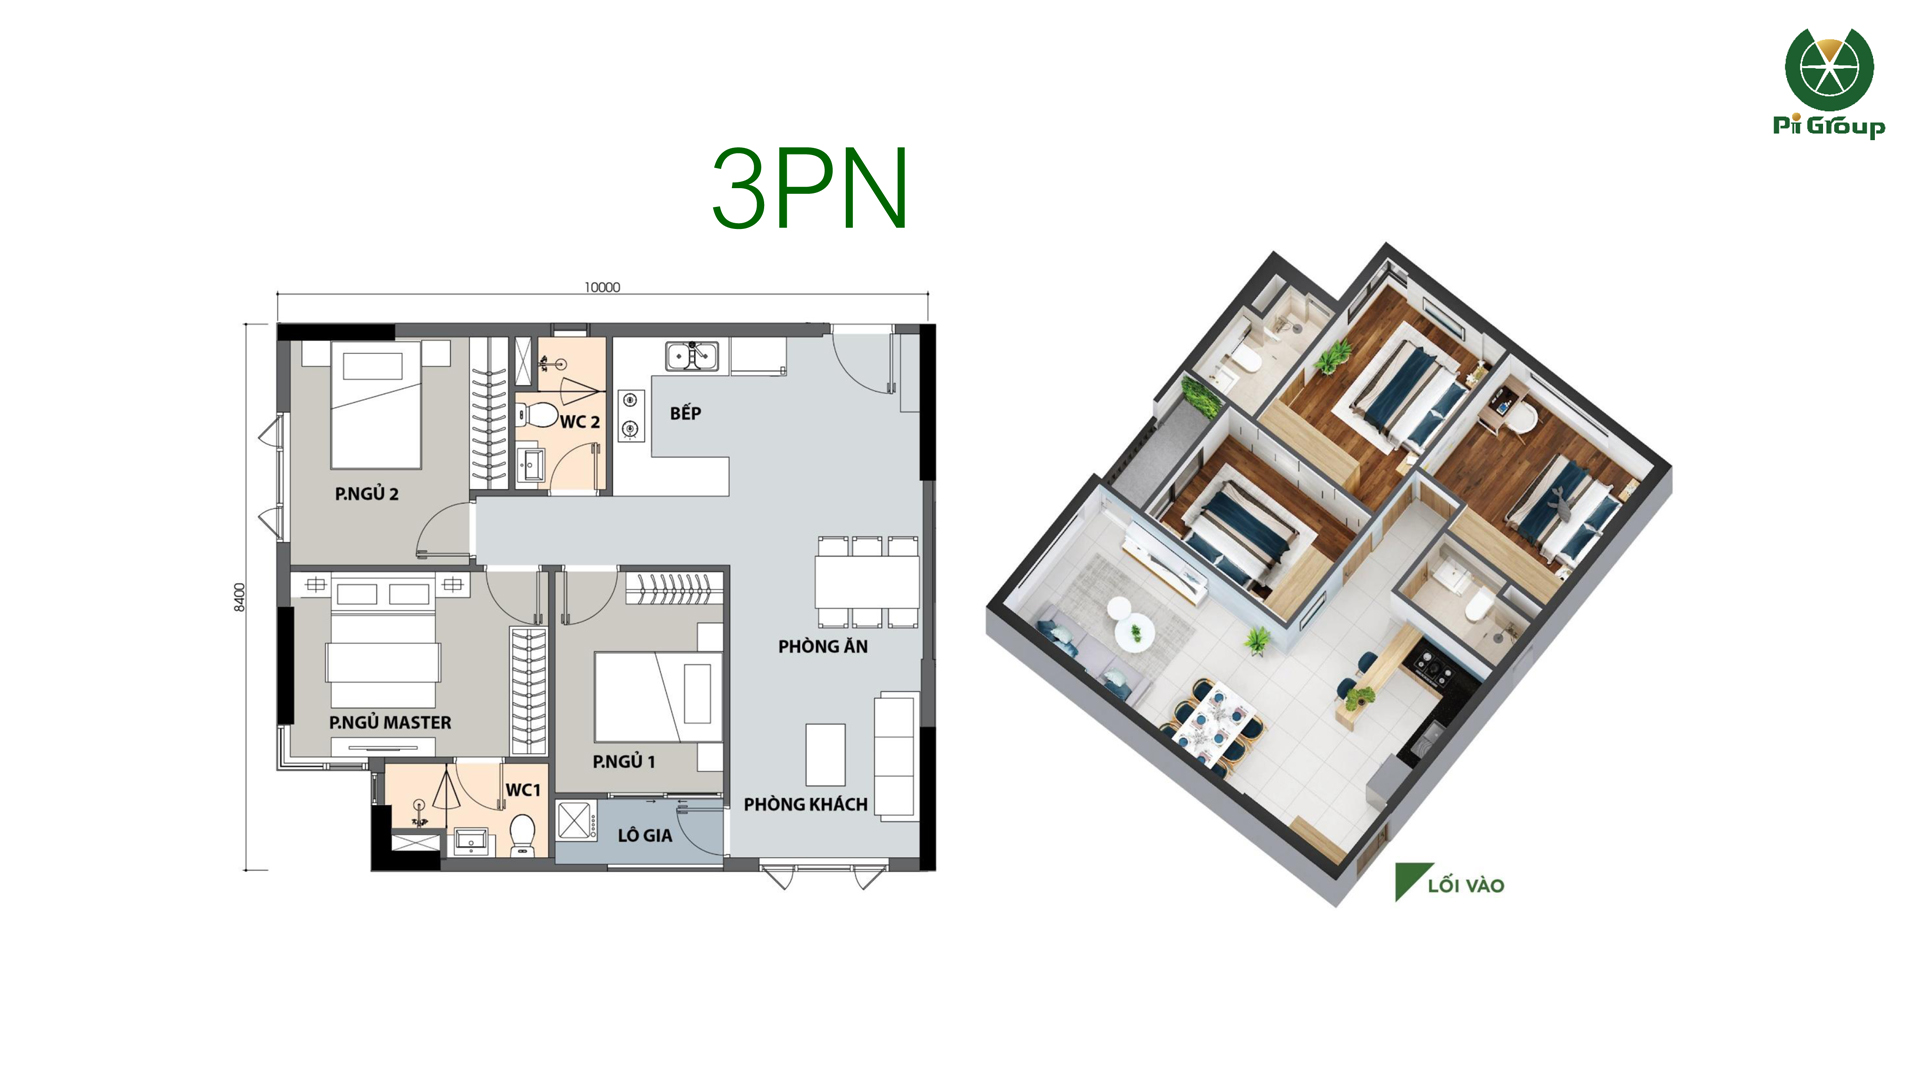 Pi Group
3PN
10000
8400
BẾP
WC 2
P.NGỦ 2
PHÒNG ĂN
P.NGỦ MASTER
P.NGỦ 1
WC1
PHÒNG KHÁCH
LÔ GIA
LỐI VÀO